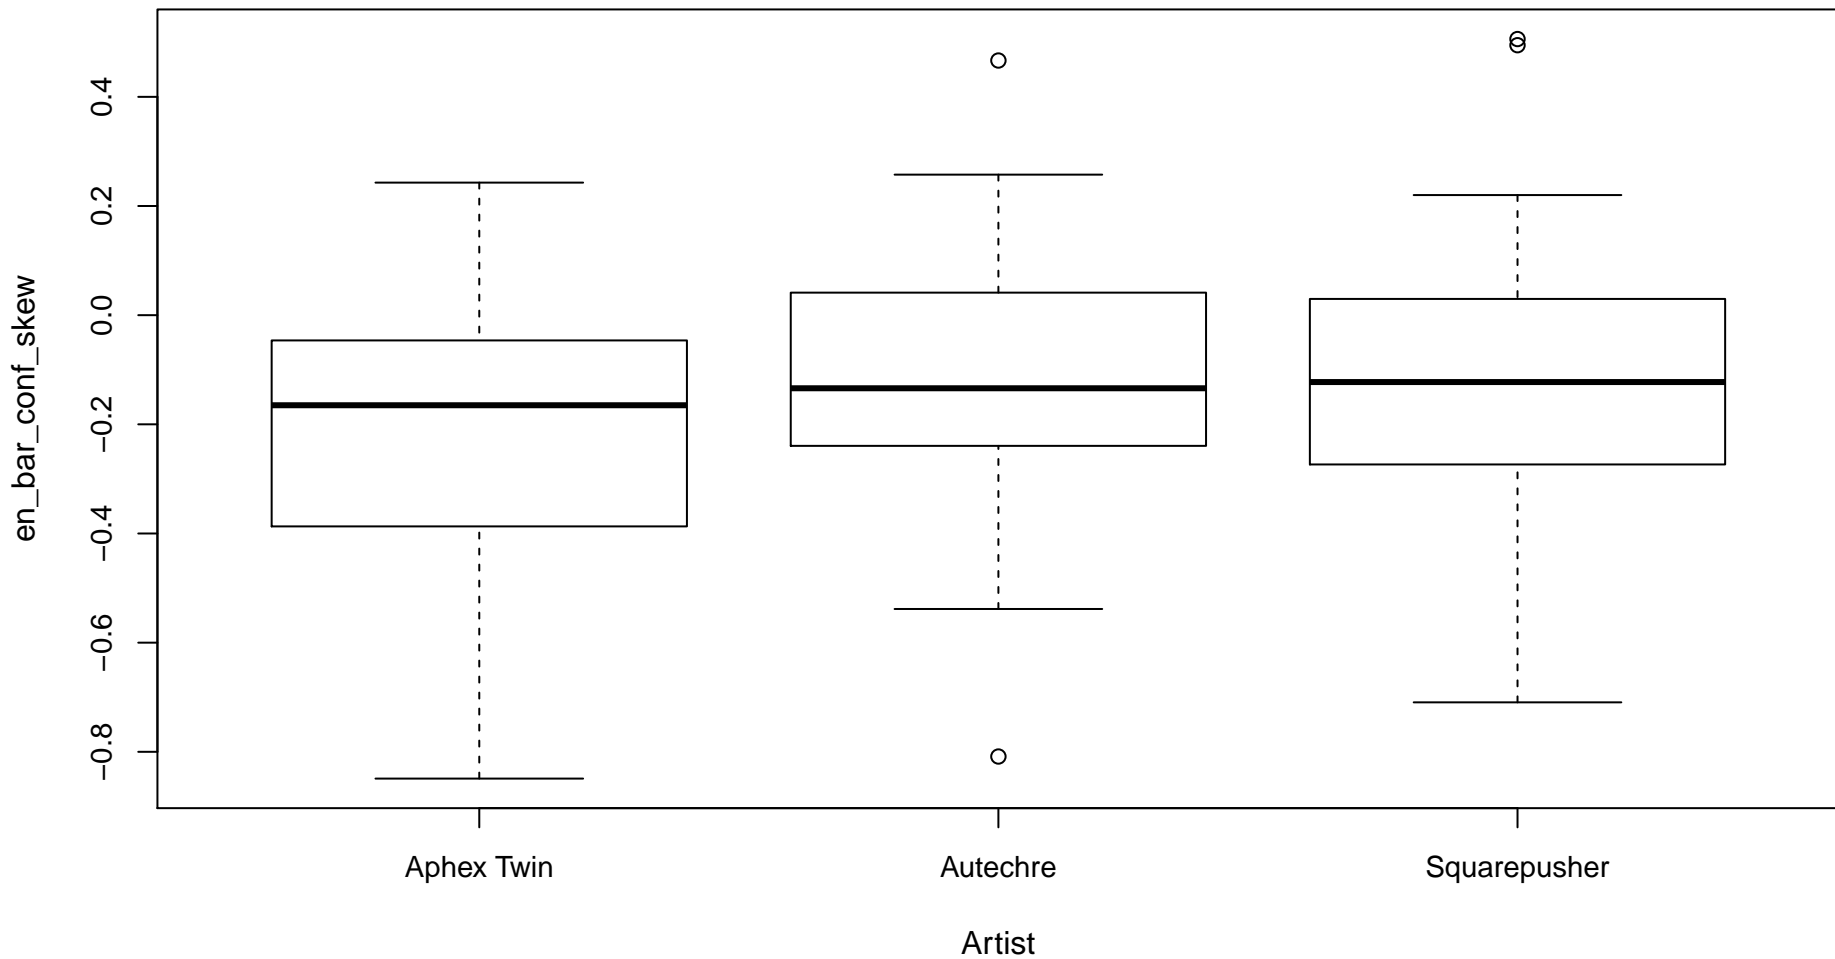 en_bar_conf_skew
0.4
0.2
0.0
−0.2
−0.4
−0.6
−0.8
Aphex Twin
Autechre
Squarepusher
Artist